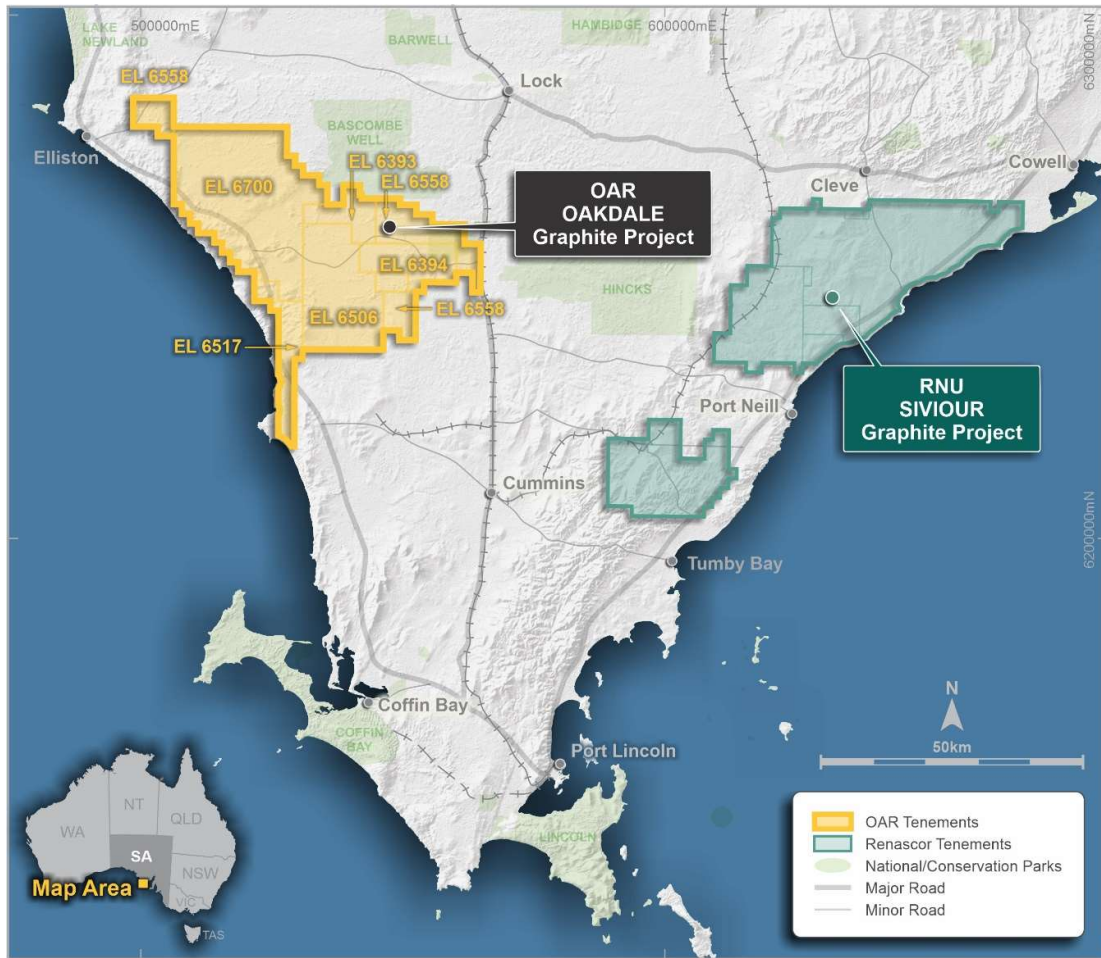 500000mE
600000mE
LAKE
NEWLAND
BARWELL
HAMBIDGE
6300000mN
EL 6558
Lock
Elliston
BASCOMBE
WELL
EL 6393
EL 6558
Cowell
Cleve
EL 6700
OAR
OAKDALE
Graphite Project
EL 6394
HINCKS
EL 6506
EL 6558
EL 6517
RNU
SIVIOUR
Graphite Project
Port Neill
Cummins
6200000mN
Tumby Bay
Coffin Bay
COFFIN
BAY
Port Lincoln
LINCOLN
N
50km
NT
QLD
WA
SA
NSW
VIC
TAS
Map Area
OAR Tenements
Renascor Tenements
National/Conservation Parks
Major Road
Minor Road